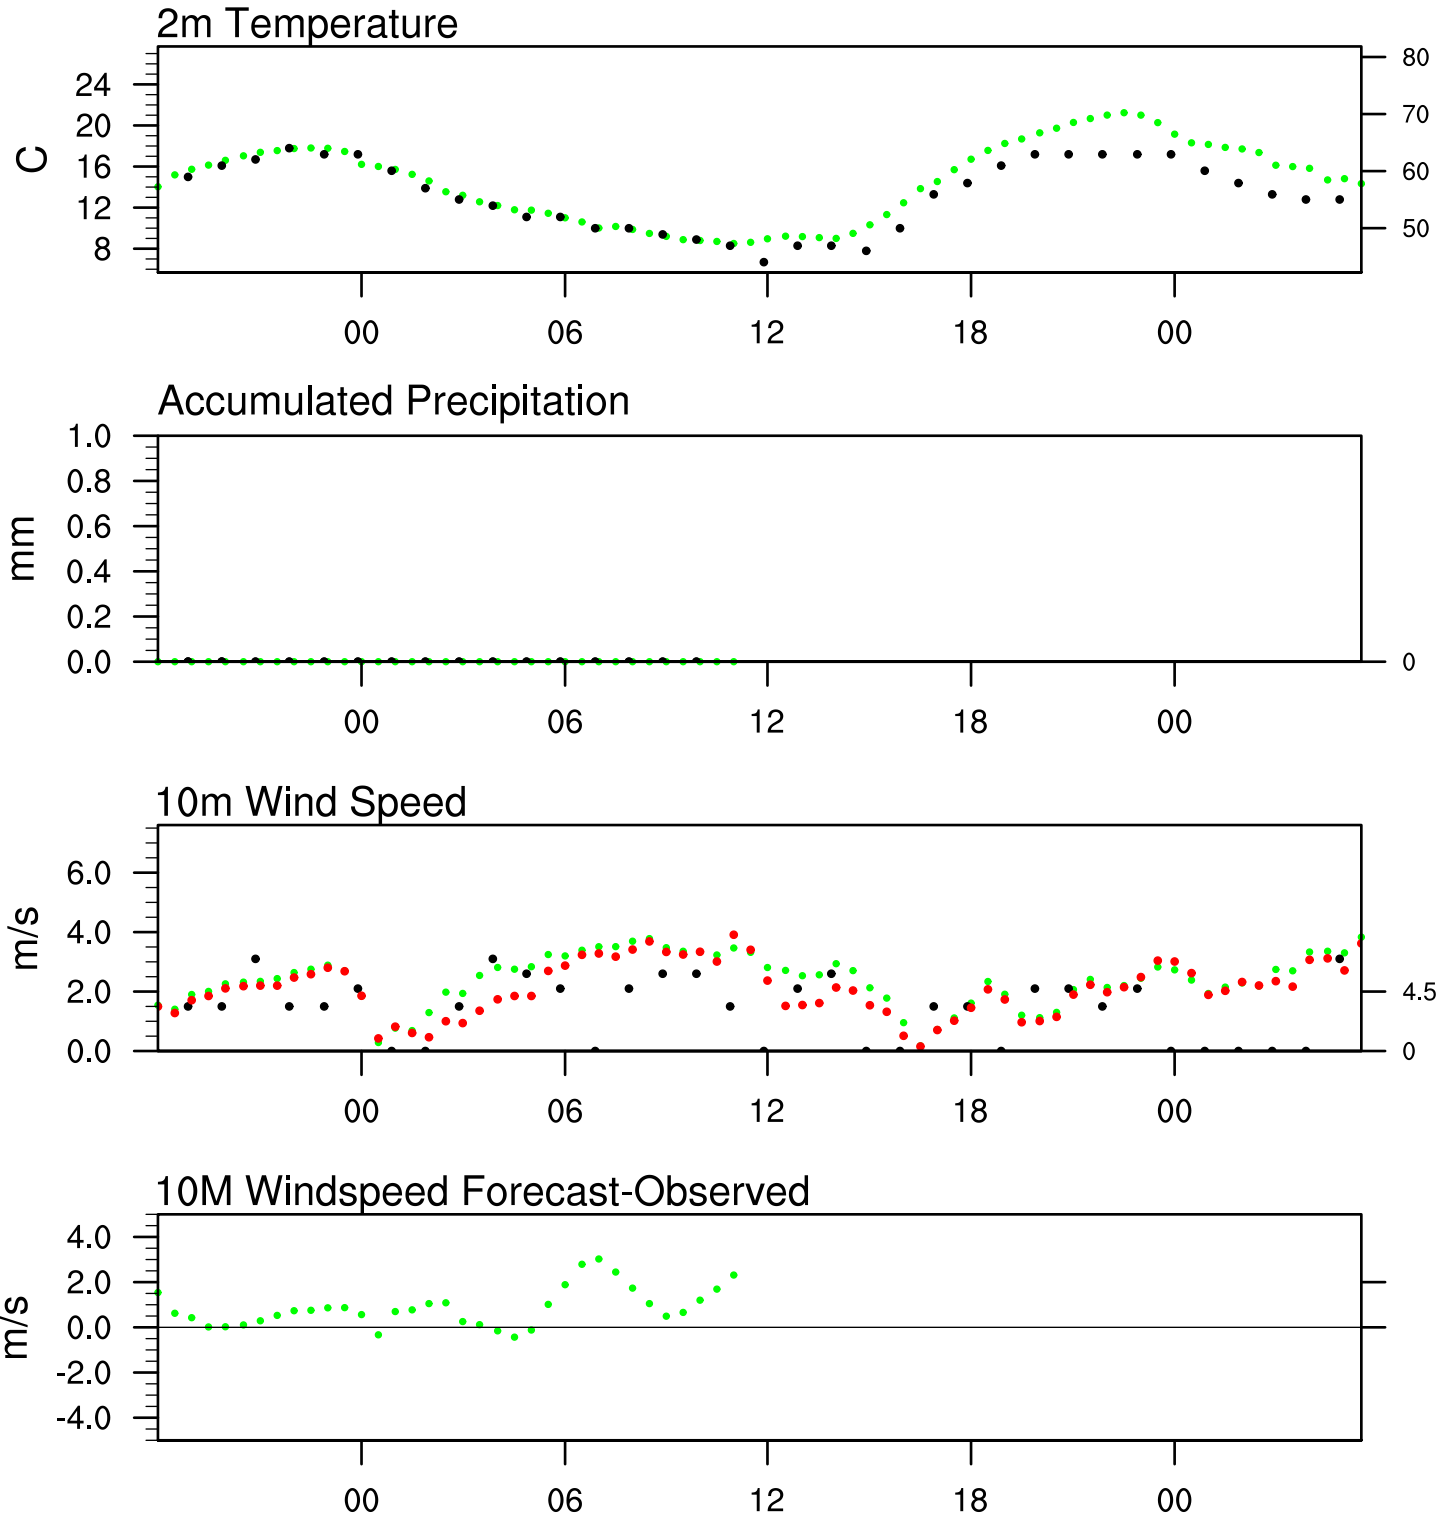 2m Temperature
24
20
16
12
8
C
80
70
60
50
00 06 12 18 00
Accumulated Precipitation
1.0
0.8
0.6
0.4
0.2
0.0
mm
0
00 06 12 18 00
10m Wind Speed
6.0
4.0
2.0
0.0
m/s
4.5
0
00 06 12 18 00
10M Windspeed Forecast-Observed
4.0
2.0
0.0
-2.0
-4.0
m/s
00 06 12 18 00